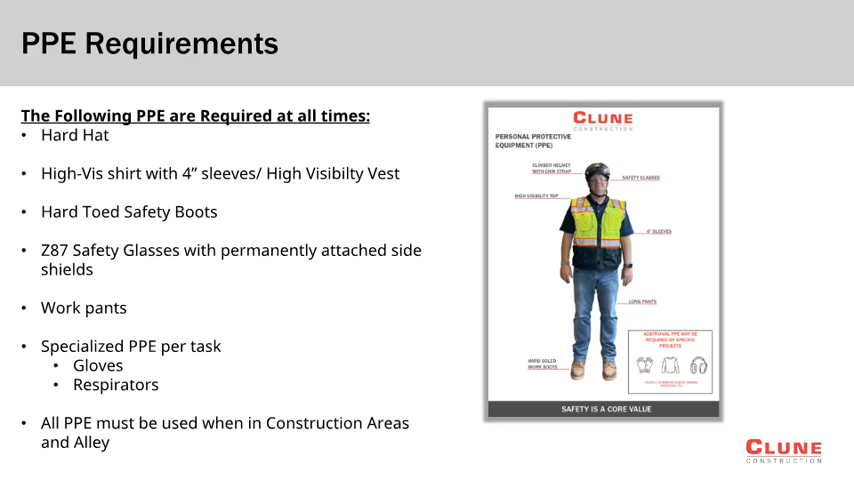 PPE Requirements
The Following PPE are Required at all times:
• Hard Hat
• High-Vis shirt with 4” sleeves/ High Visibilty Vest
• Hard Toed Safety Boots
• Z87 Safety Glasses with permanently attached side
shields
• Work pants
• Specialized PPE per task
• Gloves
• Respirators
• All PPE must be used when in Construction Areas
and Alley
CLUNE
CONSTRUCTION
PERSONAL PROTECTIVE
EQUIPMENT (PPE)
CLIMBER HELMET
WITH CHIN STRAP
SAFETY GLASSES
HIGH VISIBILITY TOP
4" SLEEVES
LONG PANTS
HARD SOLED
WORK BOOTS
ADDITIONAL PPE MAY BE
REQUIRED BY SPECIFIC
PROJECTS
SAFETY IS A CORE VALUE
CLUNE
CONSTRUCTION